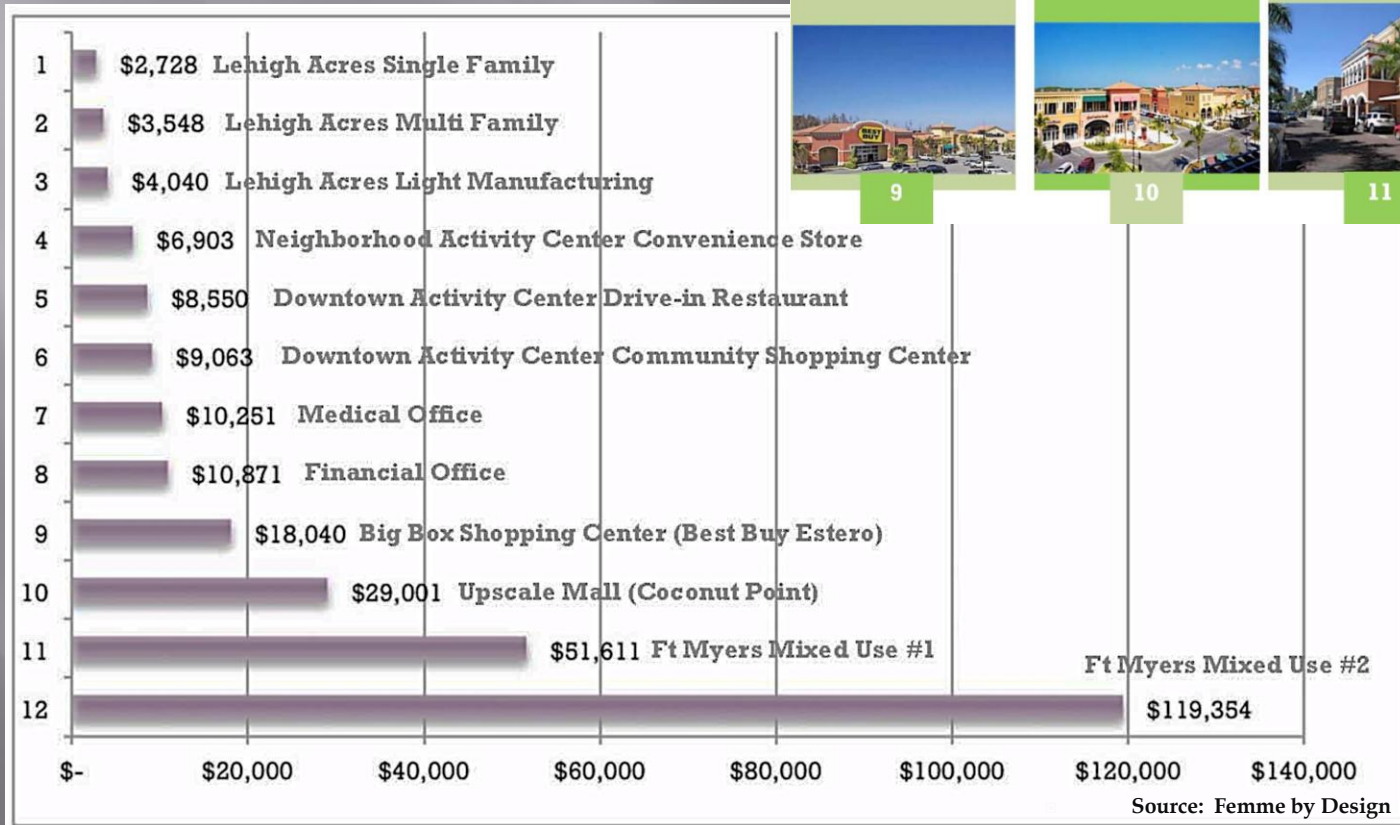 1 $2,728 Lehigh Acres Single Family
2 $3,548 Lehigh Acres Multi Family
3 $4,040 Lehigh Acres Light Manufacturing
BEST BUY
9 10 11
4 $6,903 Neighborhood Activity Center Convenience Store
5 $8,550 Downtown Activity Center Drive-in Restaurant
6 $9,063 Downtown Activity Center Community Shopping Center
7 $10,251 Medical Office
8 $10,871 Financial Office
9 $18,040 Big Box Shopping Center (Best Buy Estero)
10 $29,001 Upscale Mall (Coconut Point)
11 $51,611 Ft Myers Mixed Use #1
Ft Myers Mixed Use #2
12 $119,354
$- $20,000 $40,000 $60,000 $80,000 $100,000 $120,000 $140,000
Source: Femme by Design